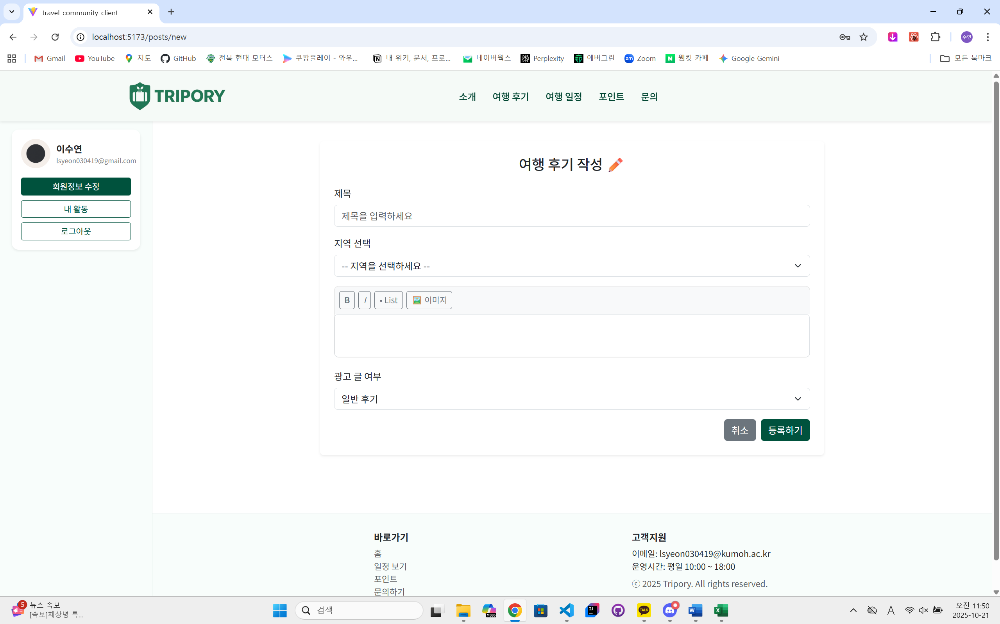 travel-community-client
localhost:5173/posts/new
수연
Gmail
YouTube
지도
GitHub
전북 현대 모터스
쿠팡플레이 - 와우...
내 위키, 문서, 프로...
네이버웍스
Perplexity
에버그린
zm
Zoom
N
웹킷 카페
Google Gemini
모든 북마크
TRIPORY
소개
여행 후기
여행 일정
포인트
문의
이수연
lsyeon030419@gmail.com
회원정보 수정
내 활동
로그아웃
여행 후기 작성
제목
제목을 입력하세요
지역 선택
-- 지역을 선택하세요 --
B
I
• List
이미지
광고 글 여부
일반 후기
취소
등록하기
바로가기
홈
일정 보기
포인트
문의하기
고객지원
이메일: lsyeon030419@kumoh.ac.kr
운영시간: 평일 10:00 ~ 18:00
ⓒ 2025 Tripory. All rights reserved.
5
뉴스 속보
[속보]채상병 특...
검색
M365
IJ
TALK
W
X
A
오전 11:50
2025-10-21